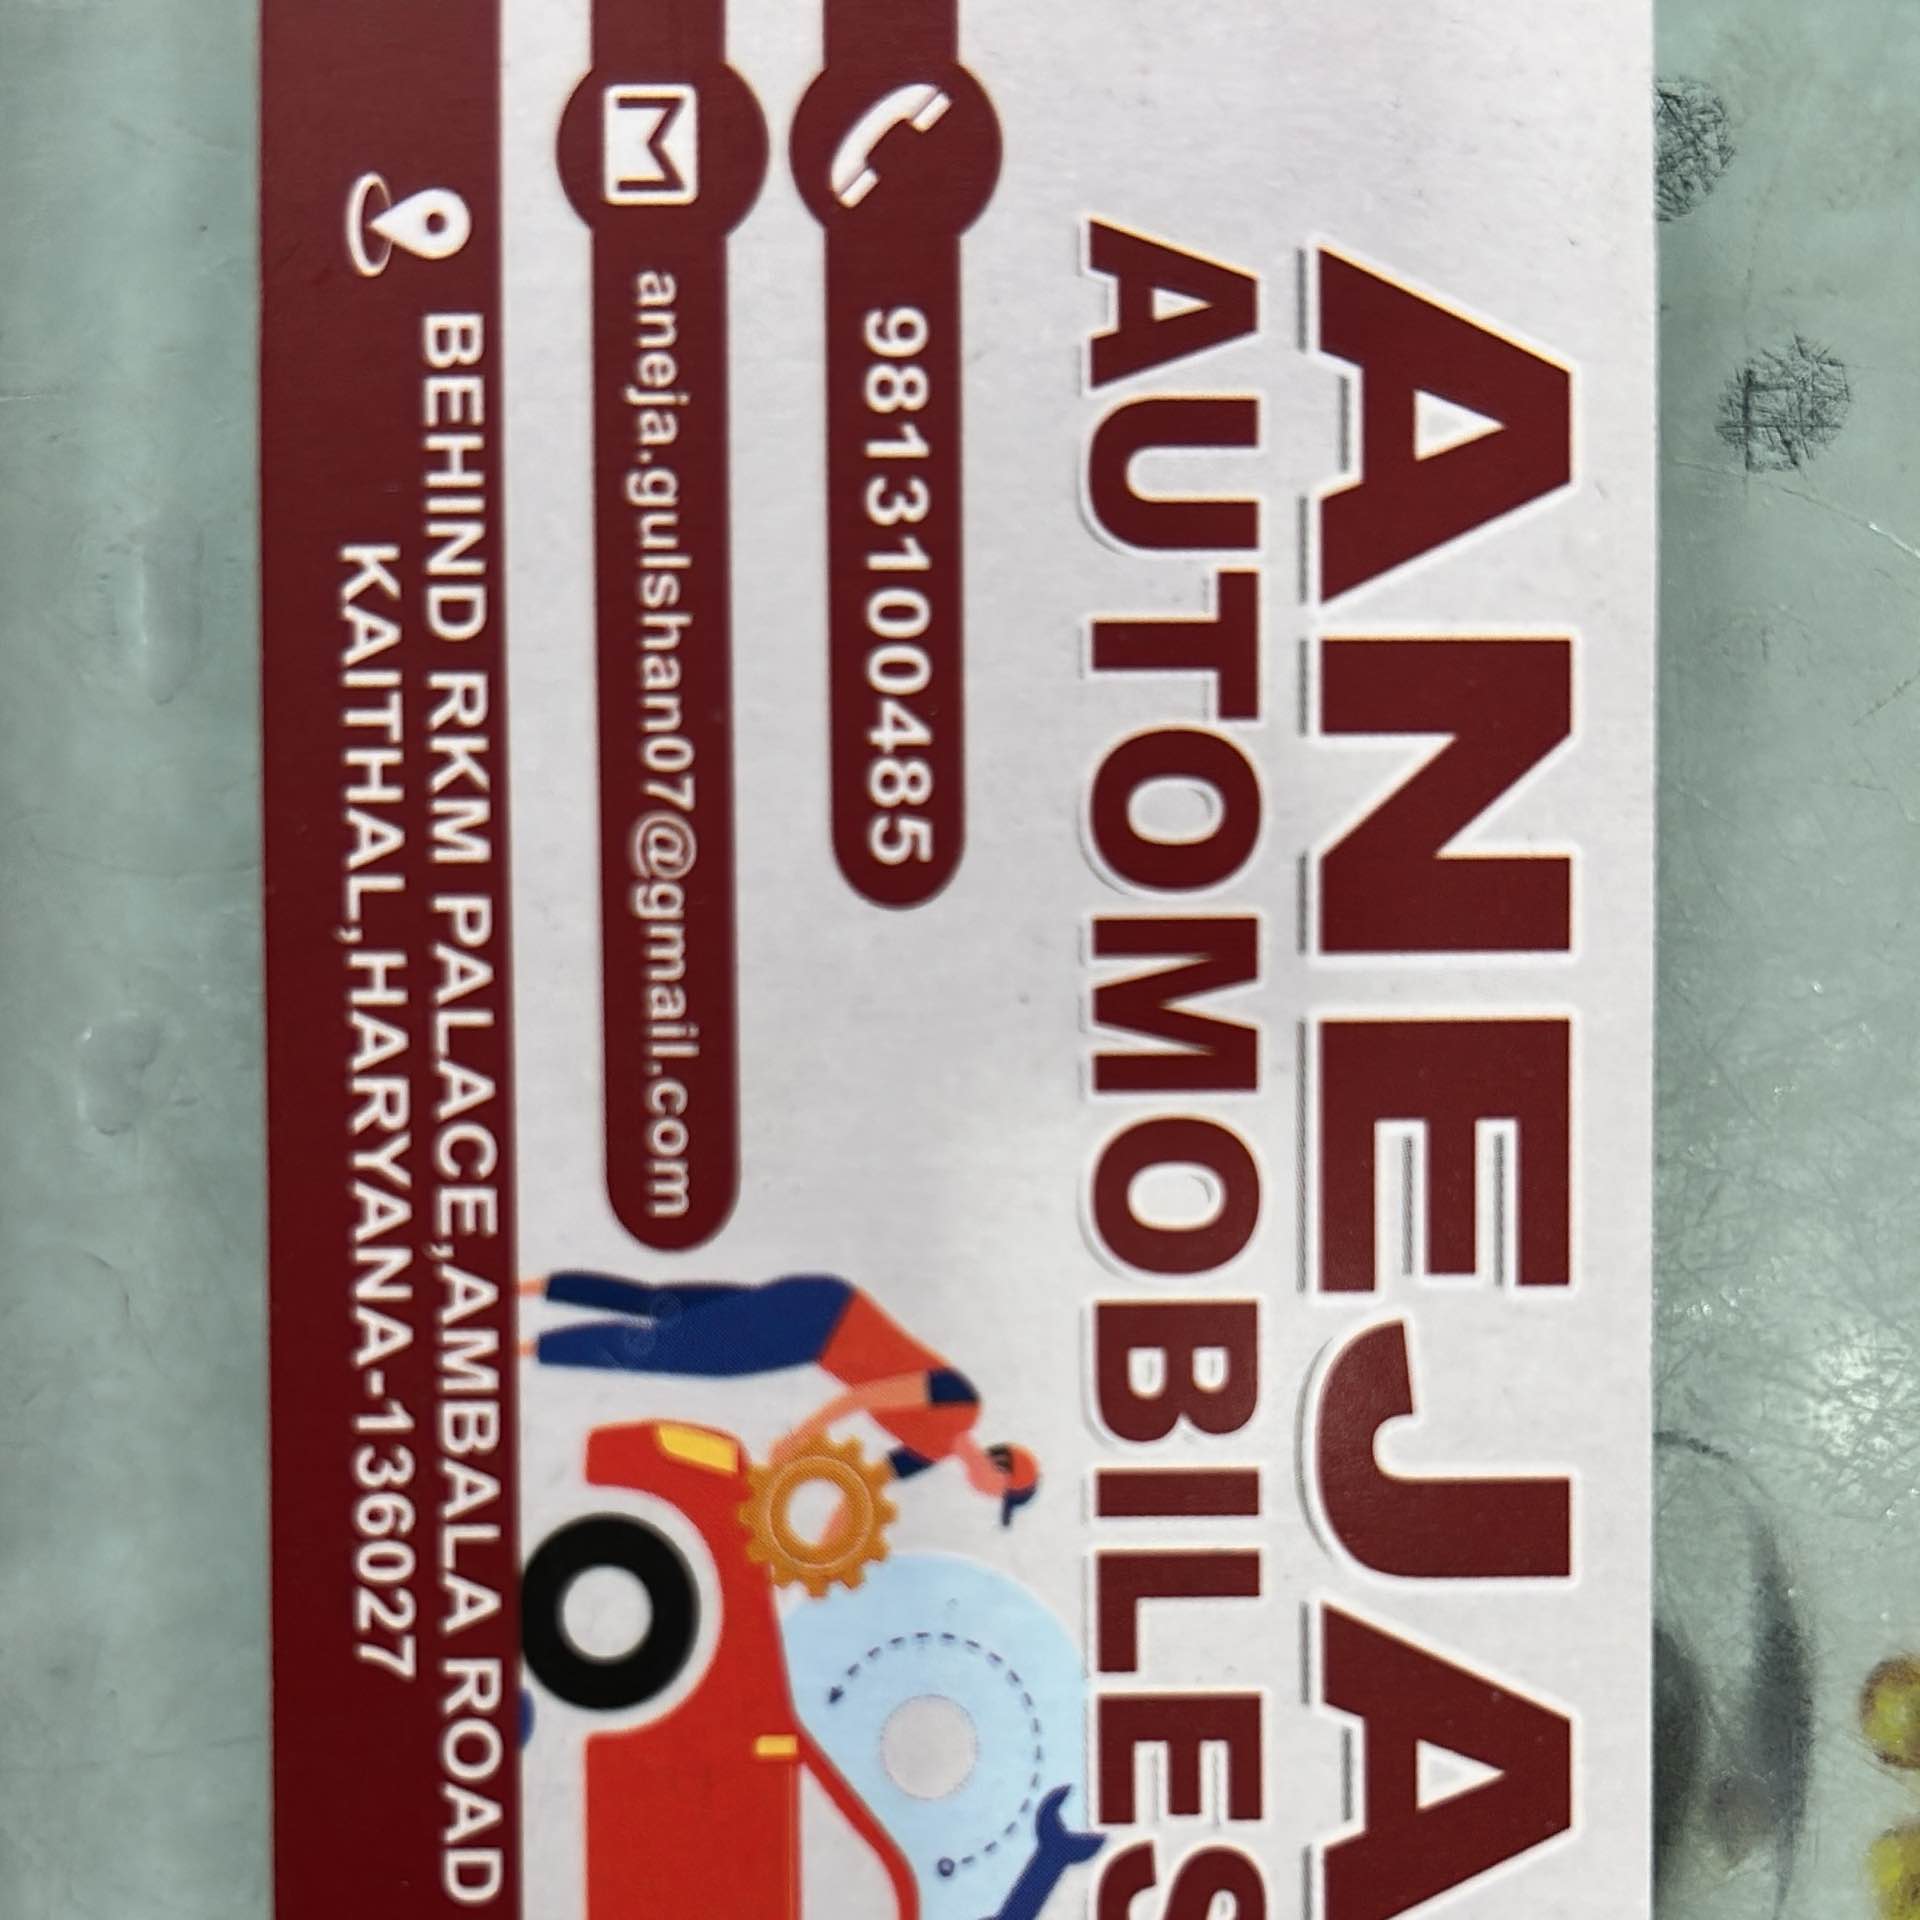 ANEJA
AUTOMOBILES
9813100485
aneja.gulshan07@gmail.com
BEHIND RKM PALACE,AMBALA ROAD
KAITHAL,HARYANA-136027